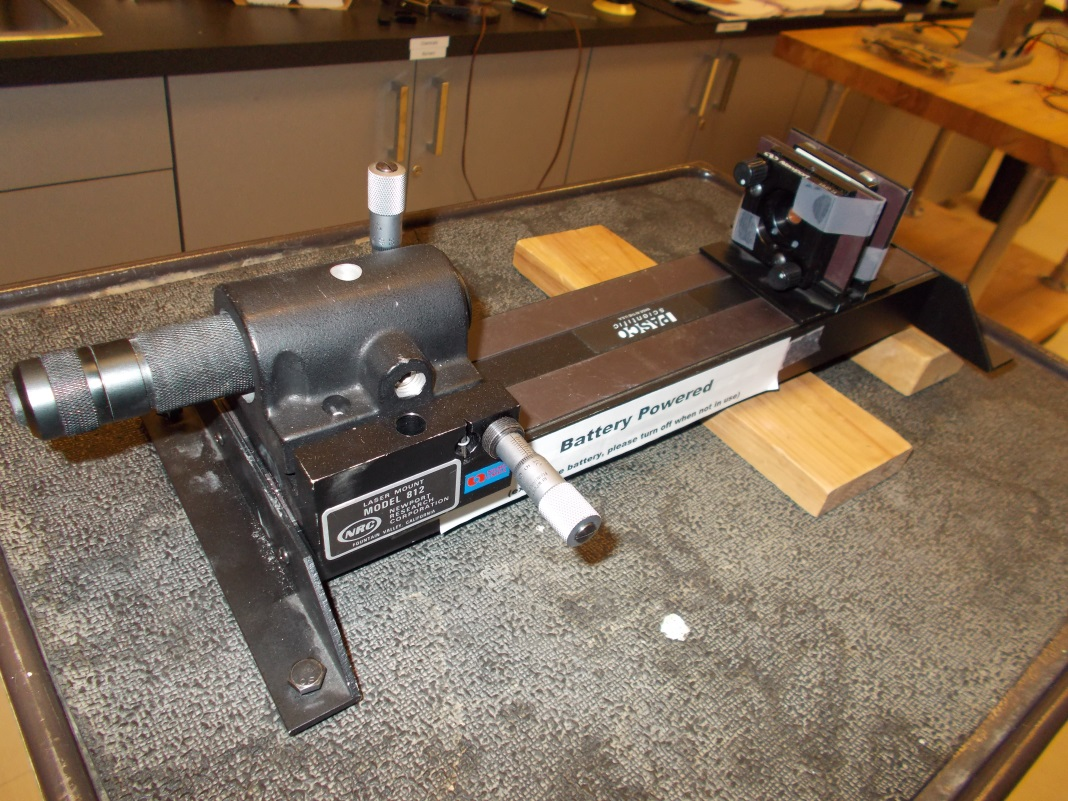 PASCO
scientific
Battery Powered
battery, please turn off when not in use)
LASER MOUNT
MODEL 812
NRC
NEWPORT
RESEARCH
CORPORATION
FOUNTAIN VALLEY, CALIFORNIA